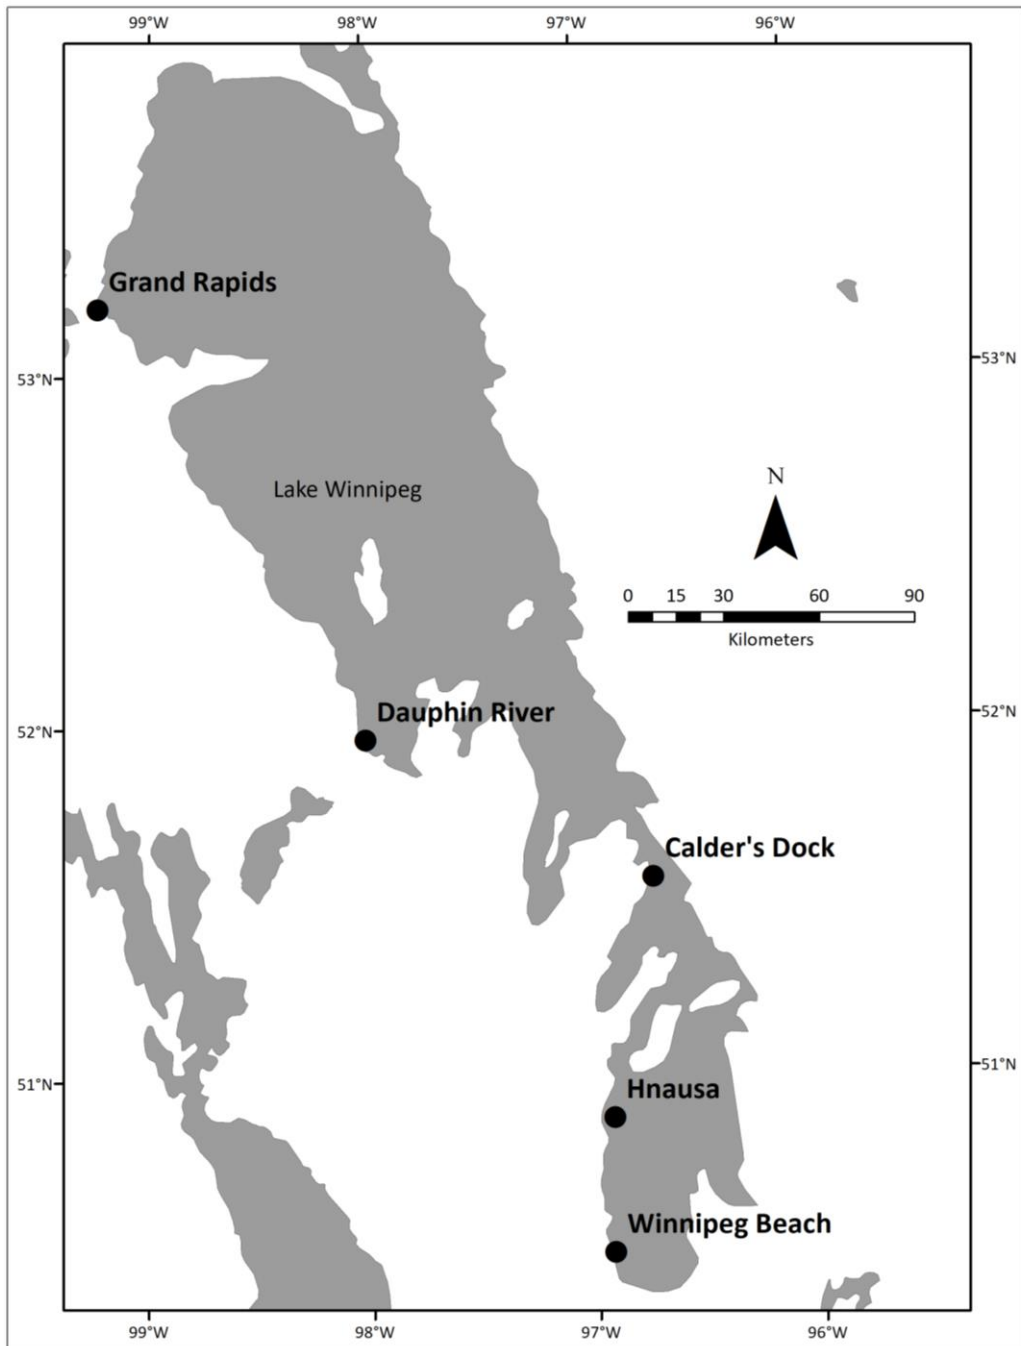 99°W 98°W 97°W 96°W
Grand Rapids
53°N
53°N
N
Lake Winnipeg
0 15 30 60 90
Kilometers
52°N
Dauphin River
52°N
Calder's Dock
51°N
51°N
Hnausa
Winnipeg Beach
99°W 98°W 97°W 96°W